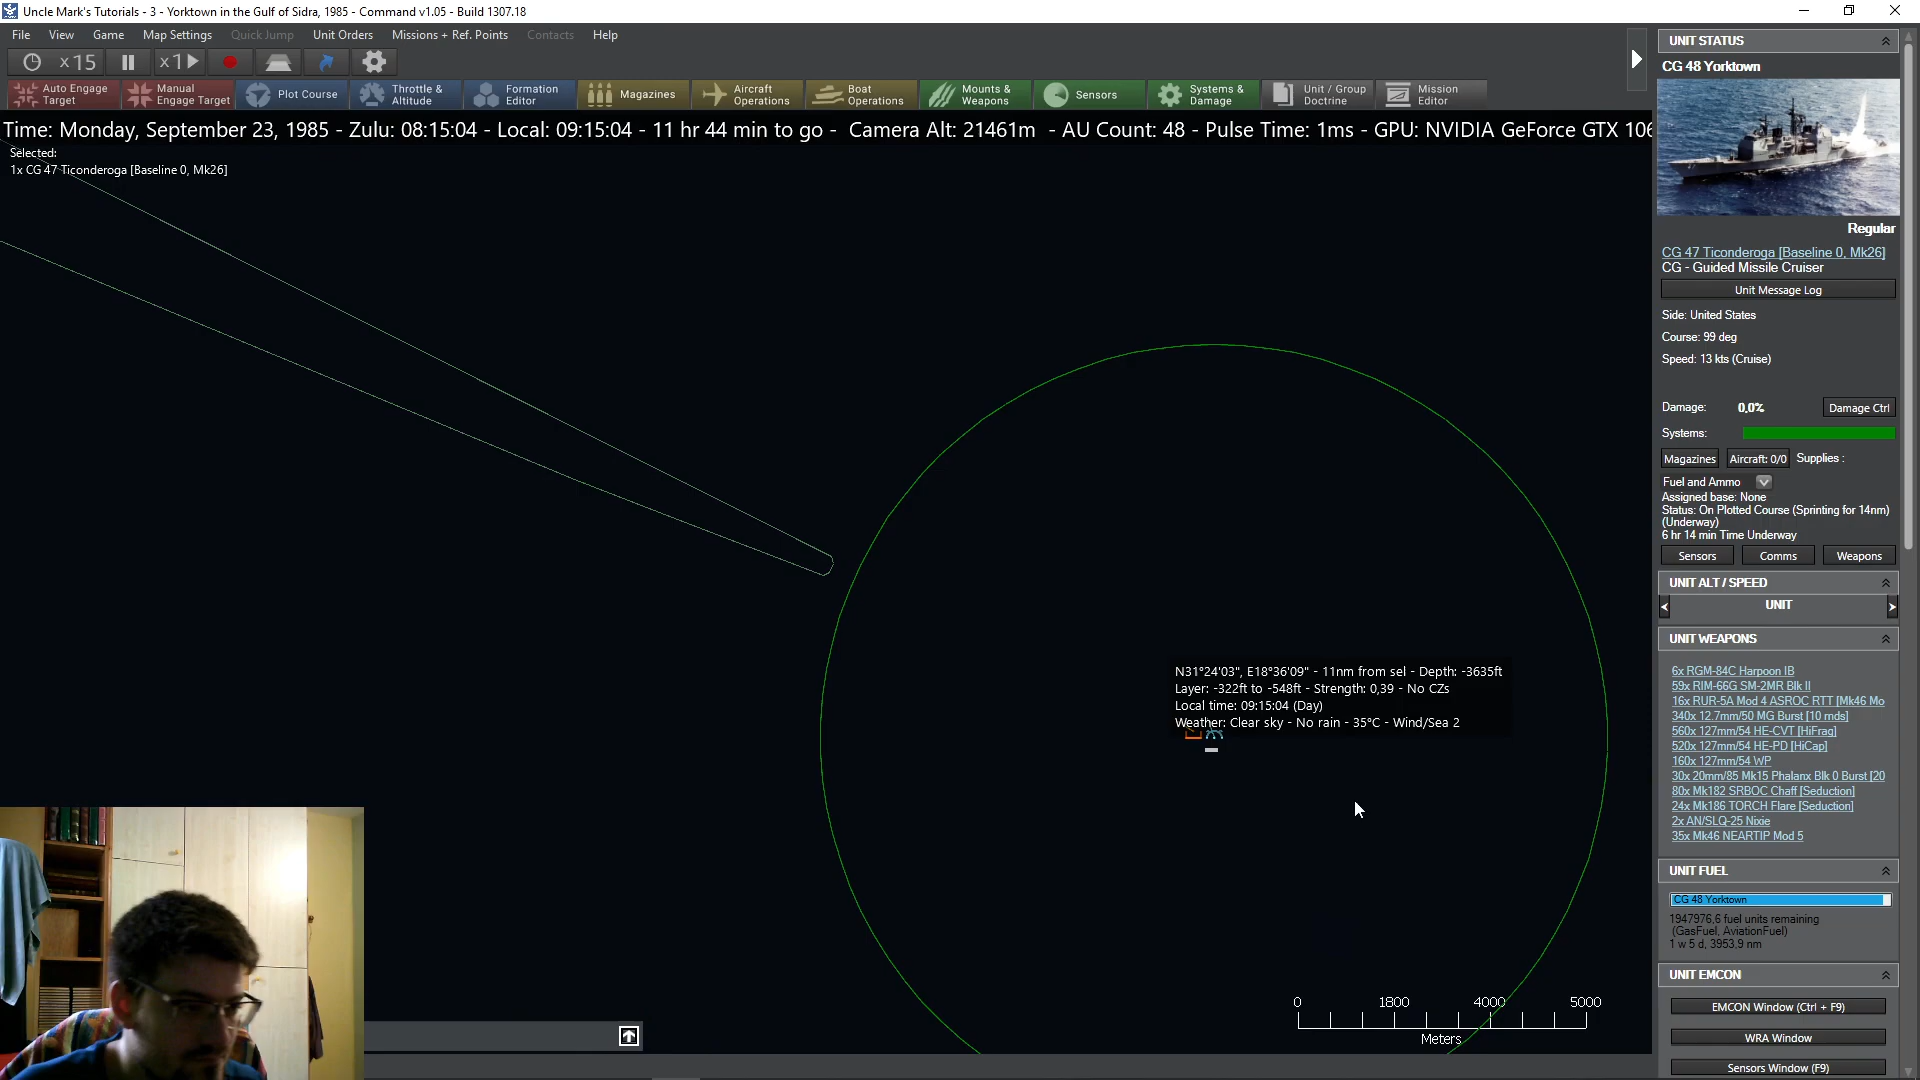 Uncle Mark's Tutorials - 3 - Yorktown in the Gulf of Sidra, 1985 - Command v1.05 - Build 1307.18
File View Game Map Settings Quick Jump Unit Orders Missions + Ref. Points Contacts Help
x15 x1
Auto Engage Target
Manual Engage Target
Plot Course
Throttle & Altitude
Formation Editor
Magazines
Aircraft Operations
Boat Operations
Mounts & Weapons
Sensors
Systems & Damage
Unit / Group Doctrine
Mission Editor
Time: Monday, September 23, 1985 - Zulu: 08:15:04 - Local: 09:15:04 - 11 hr 44 min to go - Camera Alt: 21461m - AU Count: 48 - Pulse Time: 1ms - GPU: NVIDIA GeForce GTX 106
Selected:
1x CG 47 Ticonderoga [Baseline 0, Mk26]
N31°24'03", E18°36'09" - 11nm from sel - Depth: -3635ft
Layer: -322ft to -548ft - Strength: 0,39 - No CZs
Local time: 09:15:04 (Day)
Weather: Clear sky - No rain - 35°C - Wind/Sea 2
0 1800 4000 5000
Meters
UNIT STATUS
CG 48 Yorktown
Regular
CG 47 Ticonderoga [Baseline 0, Mk26]
CG - Guided Missile Cruiser
Unit Message Log
Side: United States
Course: 99 deg
Speed: 13 kts (Cruise)
Damage: 0,0% Damage Ctrl
Systems:
Magazines Aircraft: 0/0 Supplies :
Fuel and Ammo
Assigned base: None
Status: On Plotted Course (Sprinting for 14nm)
(Underway)
6 hr 14 min Time Underway
Sensors Comms Weapons
UNIT ALT / SPEED
UNIT
UNIT WEAPONS
6x RGM-84C Harpoon IB
59x RIM-66G SM-2MR Blk II
16x RUR-5A Mod 4 ASROC RTT [Mk46 Mo
340x 12.7mm/50 MG Burst [10 rnds]
560x 127mm/54 HE-CVT [HiFrag]
520x 127mm/54 HE-PD [HiCap]
160x 127mm/54 WP
30x 20mm/85 Mk15 Phalanx Blk 0 Burst [20
80x Mk182 SRBOC Chaff [Seduction]
24x Mk186 TORCH Flare [Seduction]
2x AN/SLQ-25 Nixie
35x Mk46 NEARTIP Mod 5
UNIT FUEL
CG 48 Yorktown
1947976,6 fuel units remaining
(GasFuel, AviationFuel)
1 w 5 d, 3953,9 nm
UNIT EMCON
EMCON Window (Ctrl + F9)
WRA Window
Sensors Window (F9)